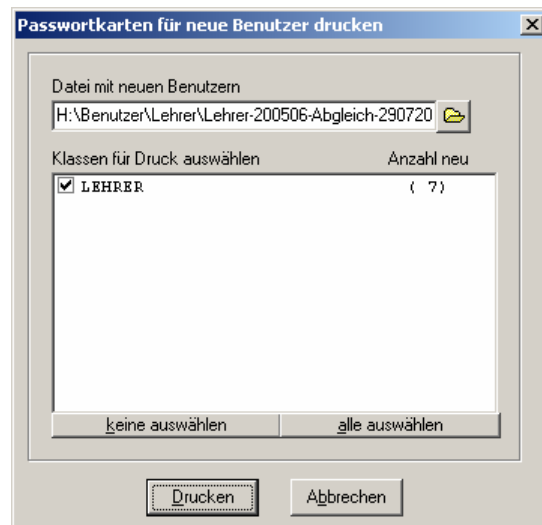 Passwortkarten für neue Benutzer drucken
Datei mit neuen Benutzern
H:\Benutzer\Lehrer\Lehrer-200506-Abgleich-290720
Klassen für Druck auswählen Anzahl neu
LEHRER ( 7)
keine auswählen alle auswählen
Drucken Abbrechen